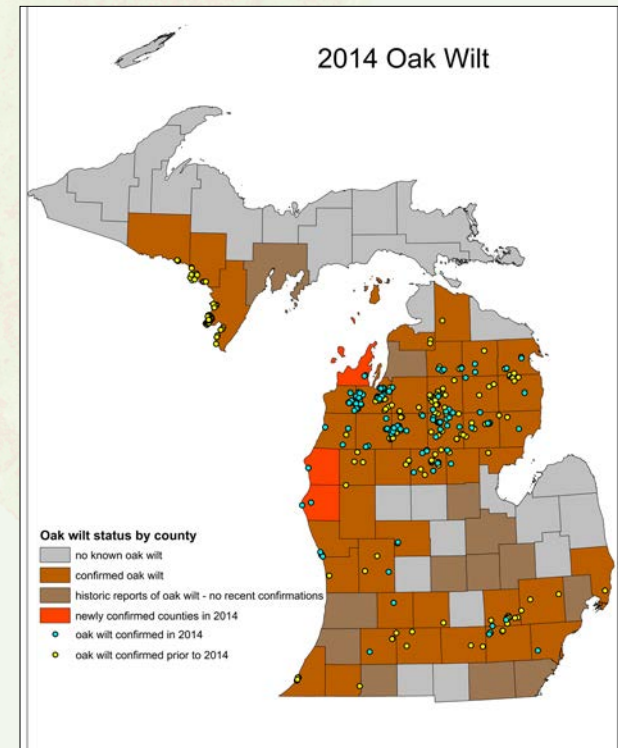 2014 Oak Wilt
Oak wilt status by county
no known oak wilt
confirmed oak wilt
historic reports of oak wilt - no recent confirmations
newly confirmed counties in 2014
oak wilt confirmed in 2014
oak wilt confirmed prior to 2014